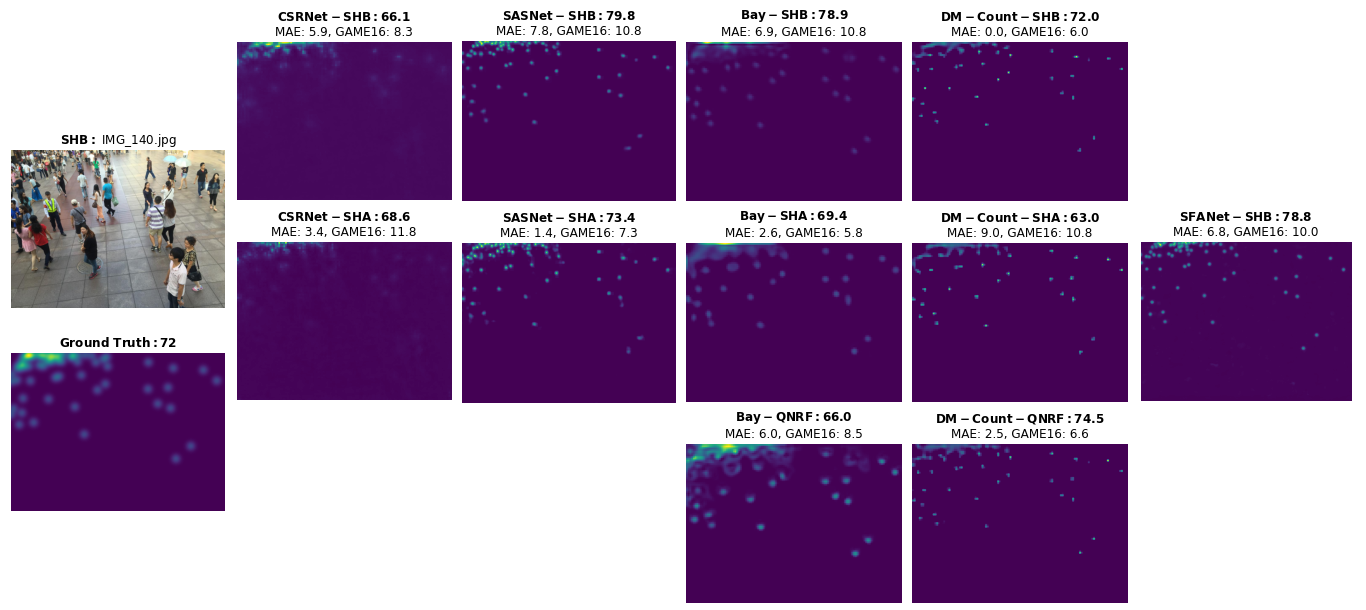 CSRNet − SHB: 66.1
MAE: 5.9, GAME16: 8.3
SASNet − SHB: 79.8
MAE: 7.8, GAME16: 10.8
Bay − SHB: 78.9
MAE: 6.9, GAME16: 10.8
DM − Count − SHB: 72.0
MAE: 0.0, GAME16: 6.0
SHB: IMG_140.jpg
CSRNet − SHA: 68.6
MAE: 3.4, GAME16: 11.8
SASNet − SHA: 73.4
MAE: 1.4, GAME16: 7.3
Bay − SHA: 69.4
MAE: 2.6, GAME16: 5.8
DM − Count − SHA: 63.0
MAE: 9.0, GAME16: 10.8
SFANet − SHB: 78.8
MAE: 6.8, GAME16: 10.0
Ground Truth: 72
Bay − QNRF: 66.0
MAE: 6.0, GAME16: 8.5
DM − Count − QNRF: 74.5
MAE: 2.5, GAME16: 6.6